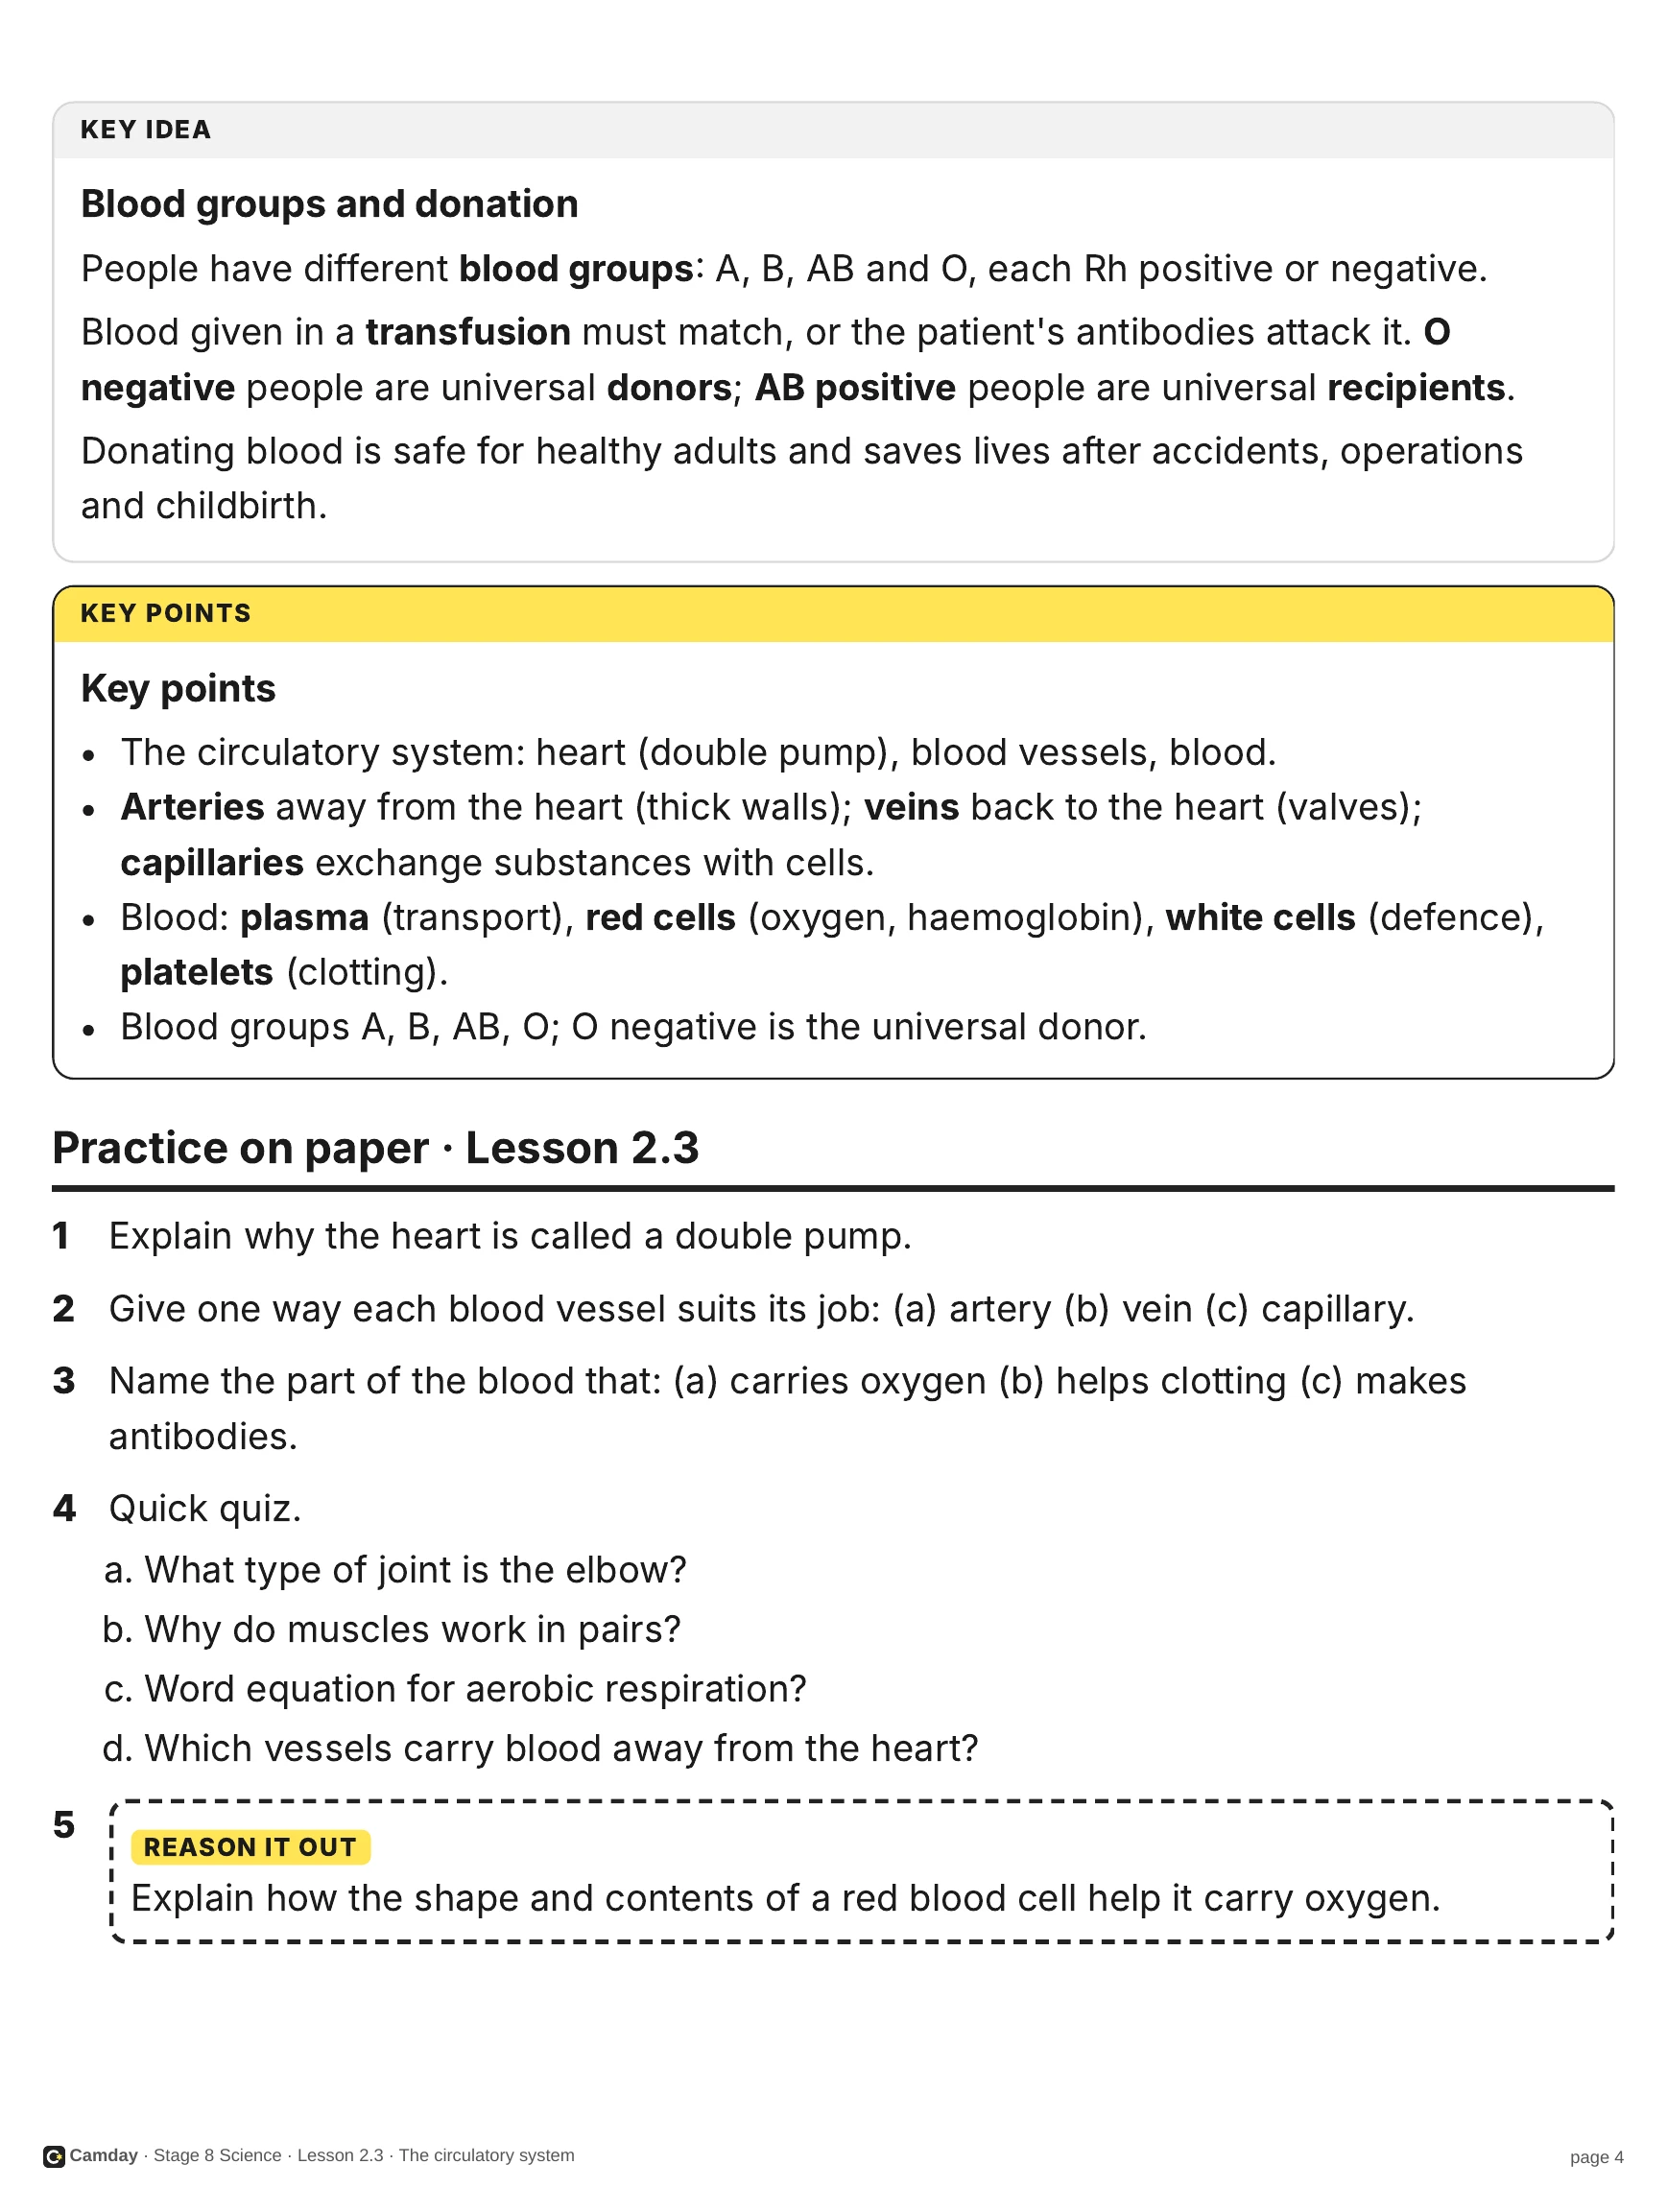 KEY IDEA
Blood groups and donation
People have different blood groups: A, B, AB and O, each Rh positive or negative.
Blood given in a transfusion must match, or the patient's antibodies attack it. O
negative people are universal donors; AB positive people are universal recipients.
Donating blood is safe for healthy adults and saves lives after accidents, operations
and childbirth.
KEY POINTS
Key points
• The circulatory system: heart (double pump), blood vessels, blood.
• Arteries away from the heart (thick walls); veins back to the heart (valves);
capillaries exchange substances with cells.
• Blood: plasma (transport), red cells (oxygen, haemoglobin), white cells (defence),
platelets (clotting).
• Blood groups A, B, AB, O; O negative is the universal donor.
Practice on paper · Lesson 2.3
1 Explain why the heart is called a double pump.
2 Give one way each blood vessel suits its job: (a) artery (b) vein (c) capillary.
3 Name the part of the blood that: (a) carries oxygen (b) helps clotting (c) makes
antibodies.
4 Quick quiz.
a. What type of joint is the elbow?
b. Why do muscles work in pairs?
c. Word equation for aerobic respiration?
d. Which vessels carry blood away from the heart?
5 REASON IT OUT
Explain how the shape and contents of a red blood cell help it carry oxygen.
Camday · Stage 8 Science · Lesson 2.3 · The circulatory system page 4